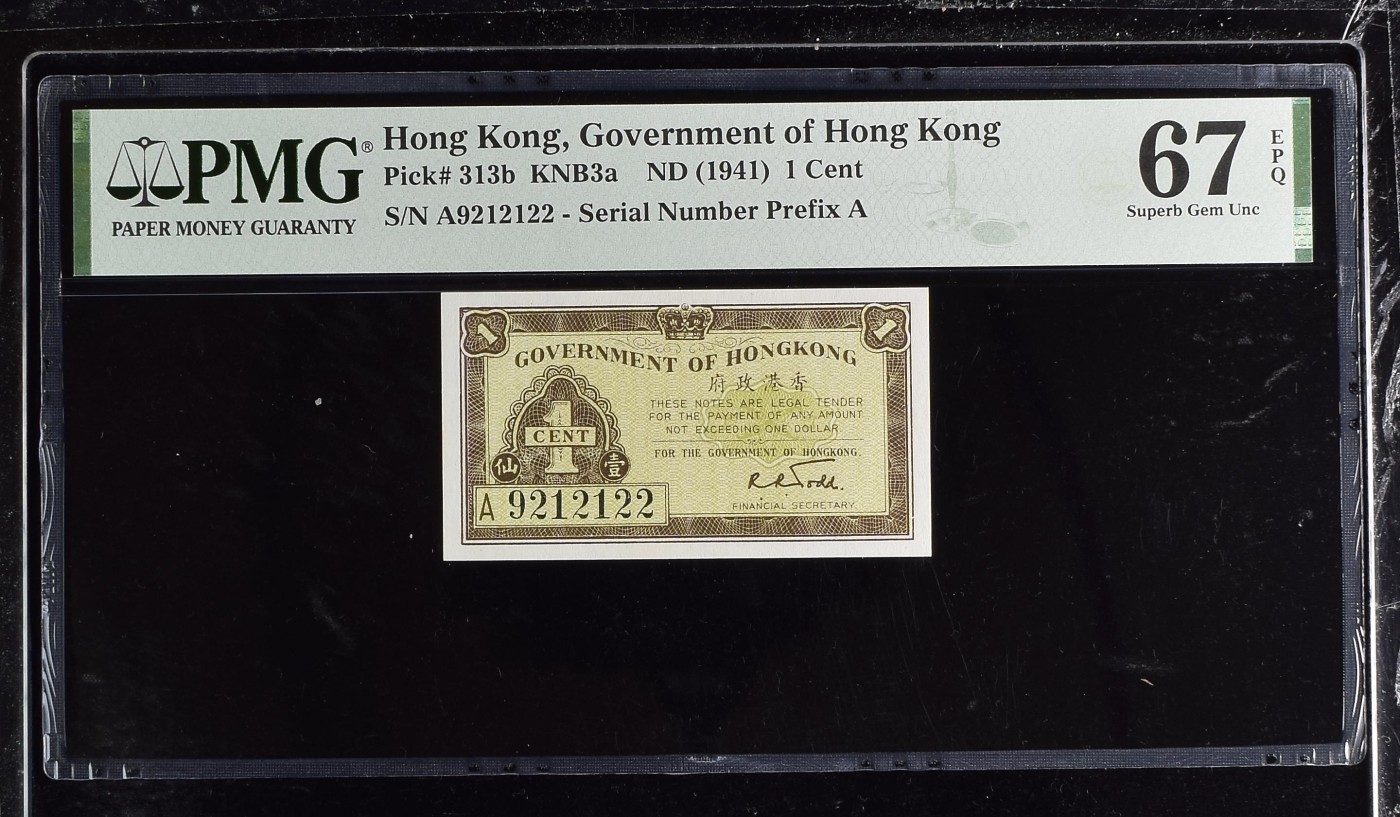 PMG®
PAPER MONEY GUARANTY
Hong Kong, Government of Hong Kong
Pick# 313b KNB3a ND (1941) 1 Cent
S/N A9212122 - Serial Number Prefix A
67
EPQ
Superb Gem Unc
1
1
GOVERNMENT OF HONGKONG
府政港香
THESE NOTES ARE LEGAL TENDER
FOR THE PAYMENT OF ANY AMOUNT
NOT EXCEEDING ONE DOLLAR
1
CENT
仙
壹
FOR THE GOVERNMENT OF HONGKONG.
R.R. Todd.
FINANCIAL SECRETARY
A 9212122